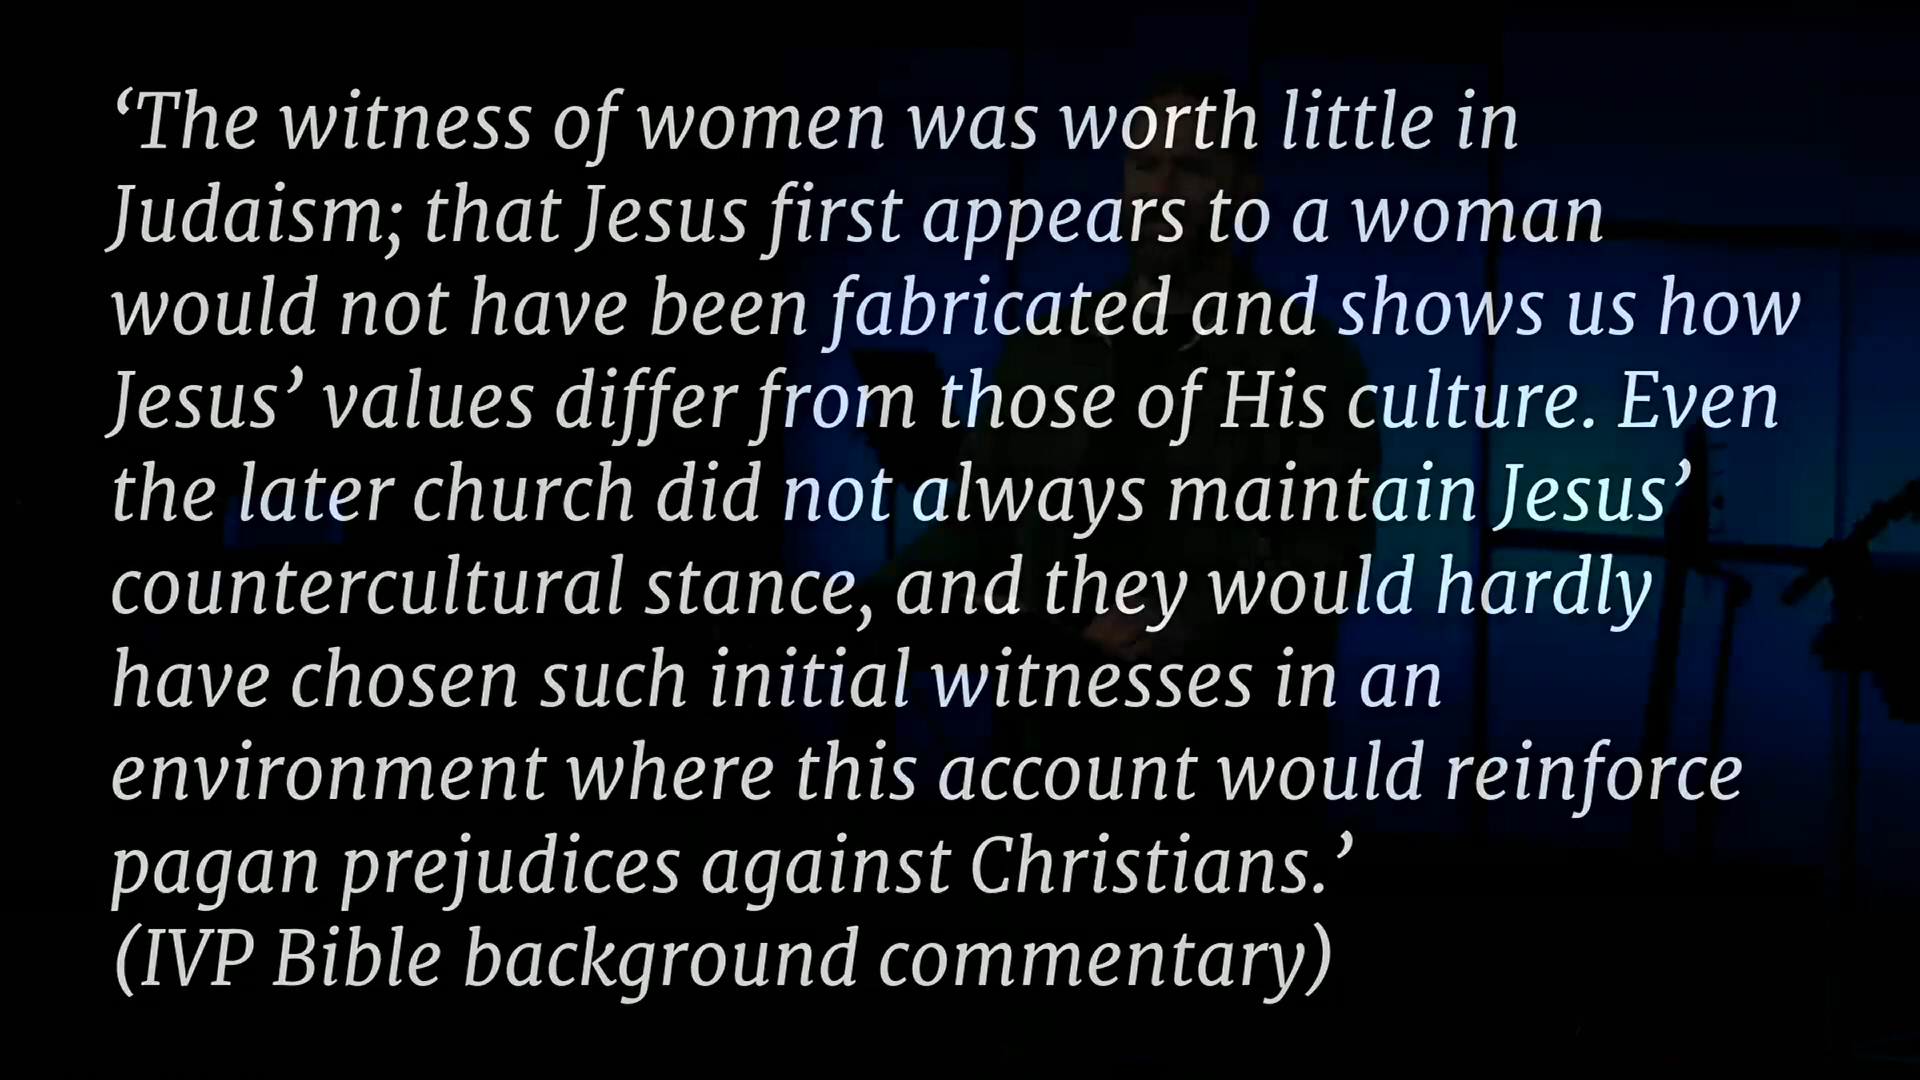 ‘The witness of women was worth little in
Judaism; that Jesus first appears to a woman
would not have been fabricated and shows us how
Jesus’ values differ from those of His culture. Even
the later church did not always maintain Jesus’
countercultural stance, and they would hardly
have chosen such initial witnesses in an
environment where this account would reinforce
pagan prejudices against Christians.’
(IVP Bible background commentary)